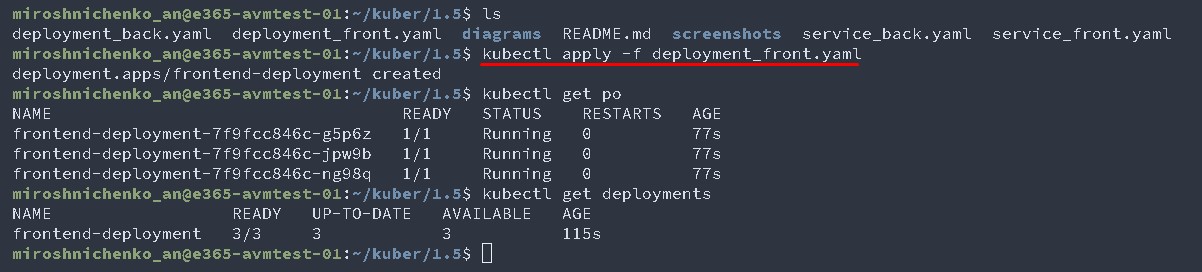 miroshnichenko_an@e365-avmtest-01:~/kuber/1.5$ ls
deployment_back.yaml  deployment_front.yaml  diagrams  README.md  screenshots  service_back.yaml  service_front.yaml
miroshnichenko_an@e365-avmtest-01:~/kuber/1.5$ kubectl apply -f deployment_front.yaml
deployment.apps/frontend-deployment created
miroshnichenko_an@e365-avmtest-01:~/kuber/1.5$ kubectl get po
NAME                                   READY   STATUS    RESTARTS   AGE
frontend-deployment-7f9fcc846c-g5p6z   1/1     Running   0          77s
frontend-deployment-7f9fcc846c-jpw9b   1/1     Running   0          77s
frontend-deployment-7f9fcc846c-ng98q   1/1     Running   0          77s
miroshnichenko_an@e365-avmtest-01:~/kuber/1.5$ kubectl get deployments
NAME                  READY   UP-TO-DATE   AVAILABLE   AGE
frontend-deployment   3/3     3            3           115s
miroshnichenko_an@e365-avmtest-01:~/kuber/1.5$